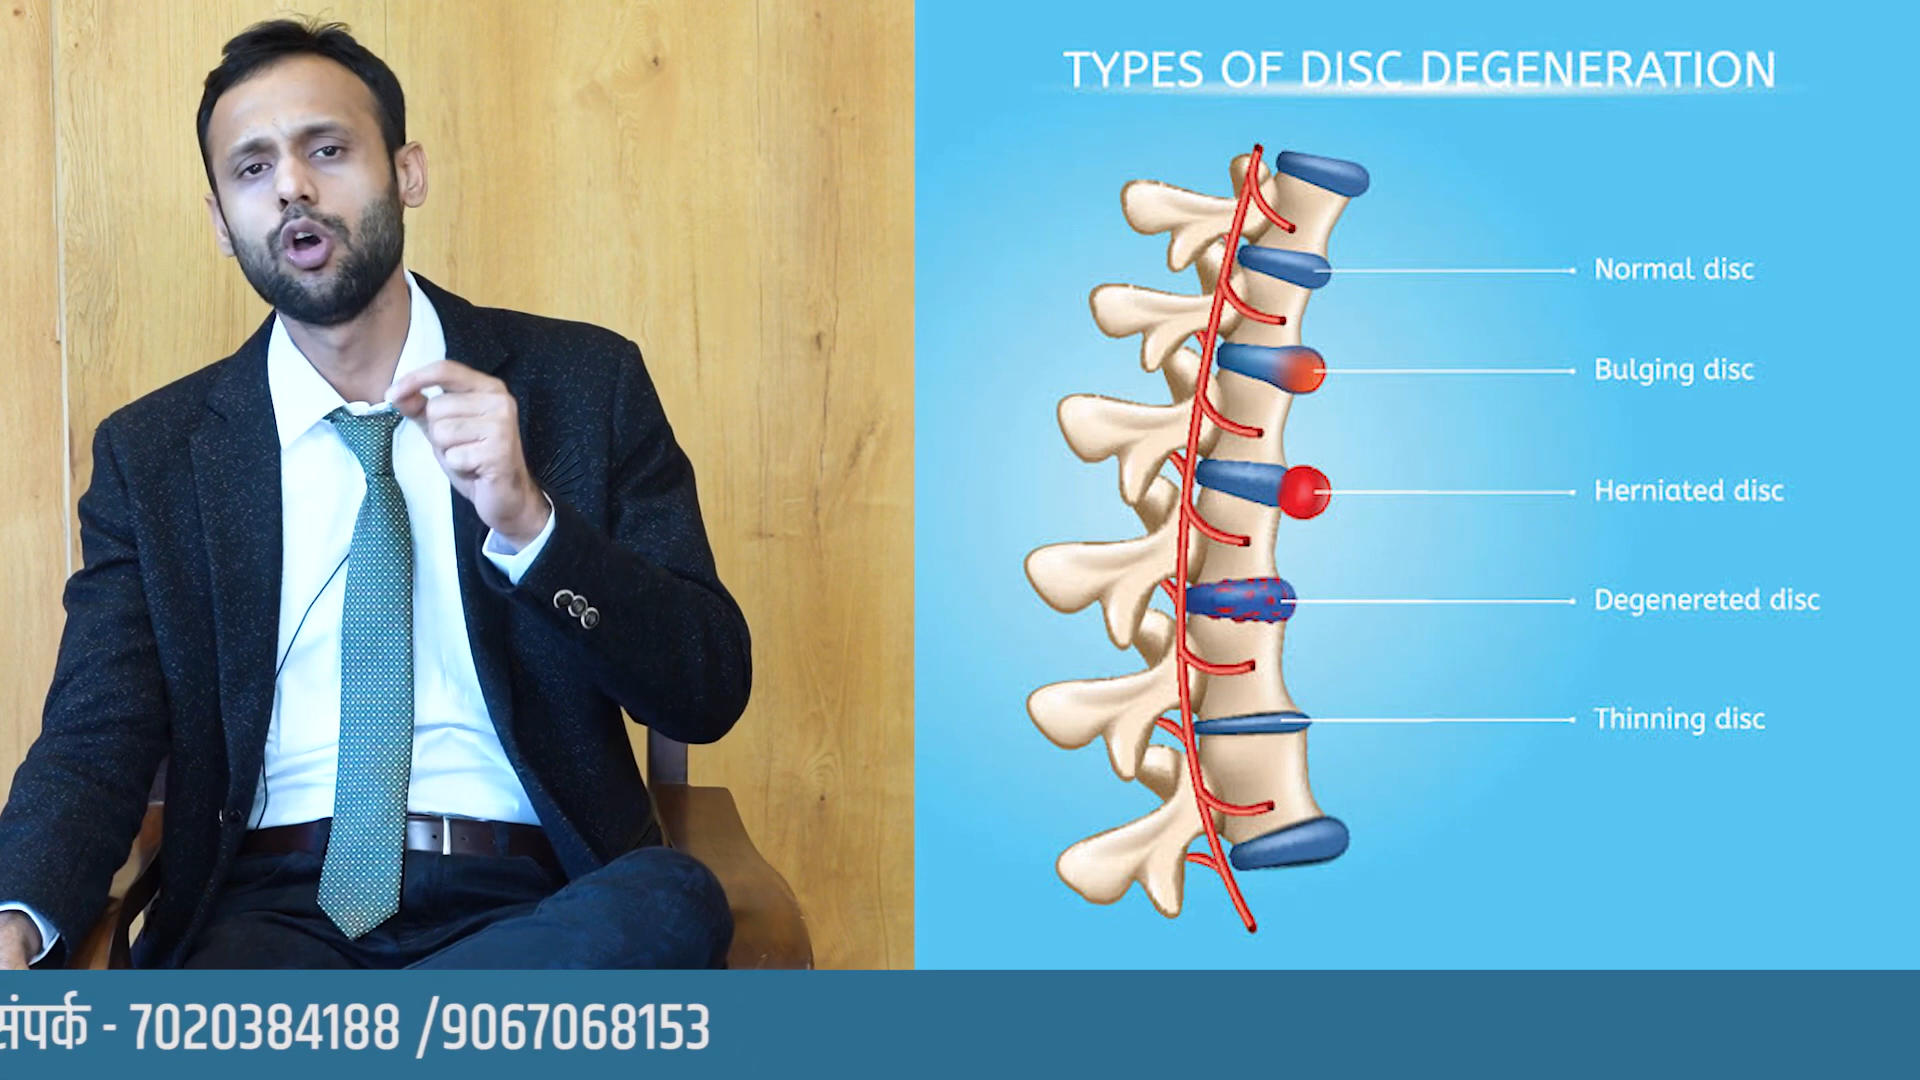 TYPES OF DISC DEGENERATION
Normal disc
Bulging disc
Herniated disc
Degenereted disc
Thinning disc
संपर्क - 7020384188 /9067068153